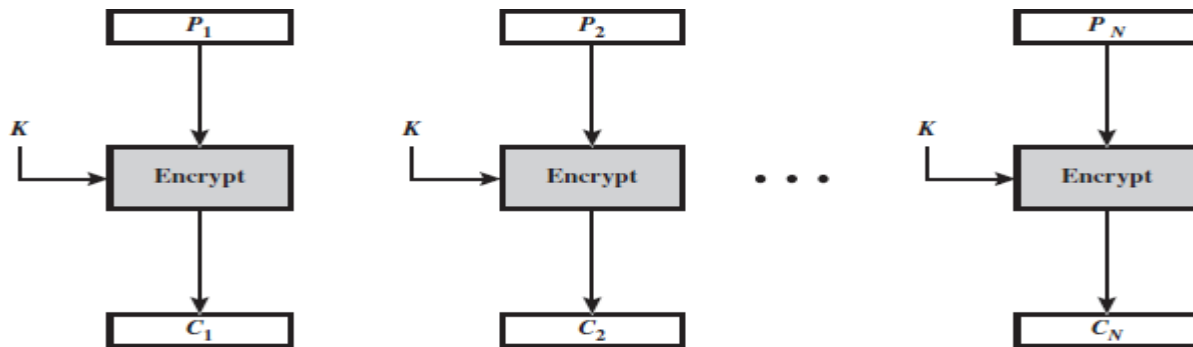 P1 P2 PN
K K K
Encrypt Encrypt • • • Encrypt
C1 C2 CN